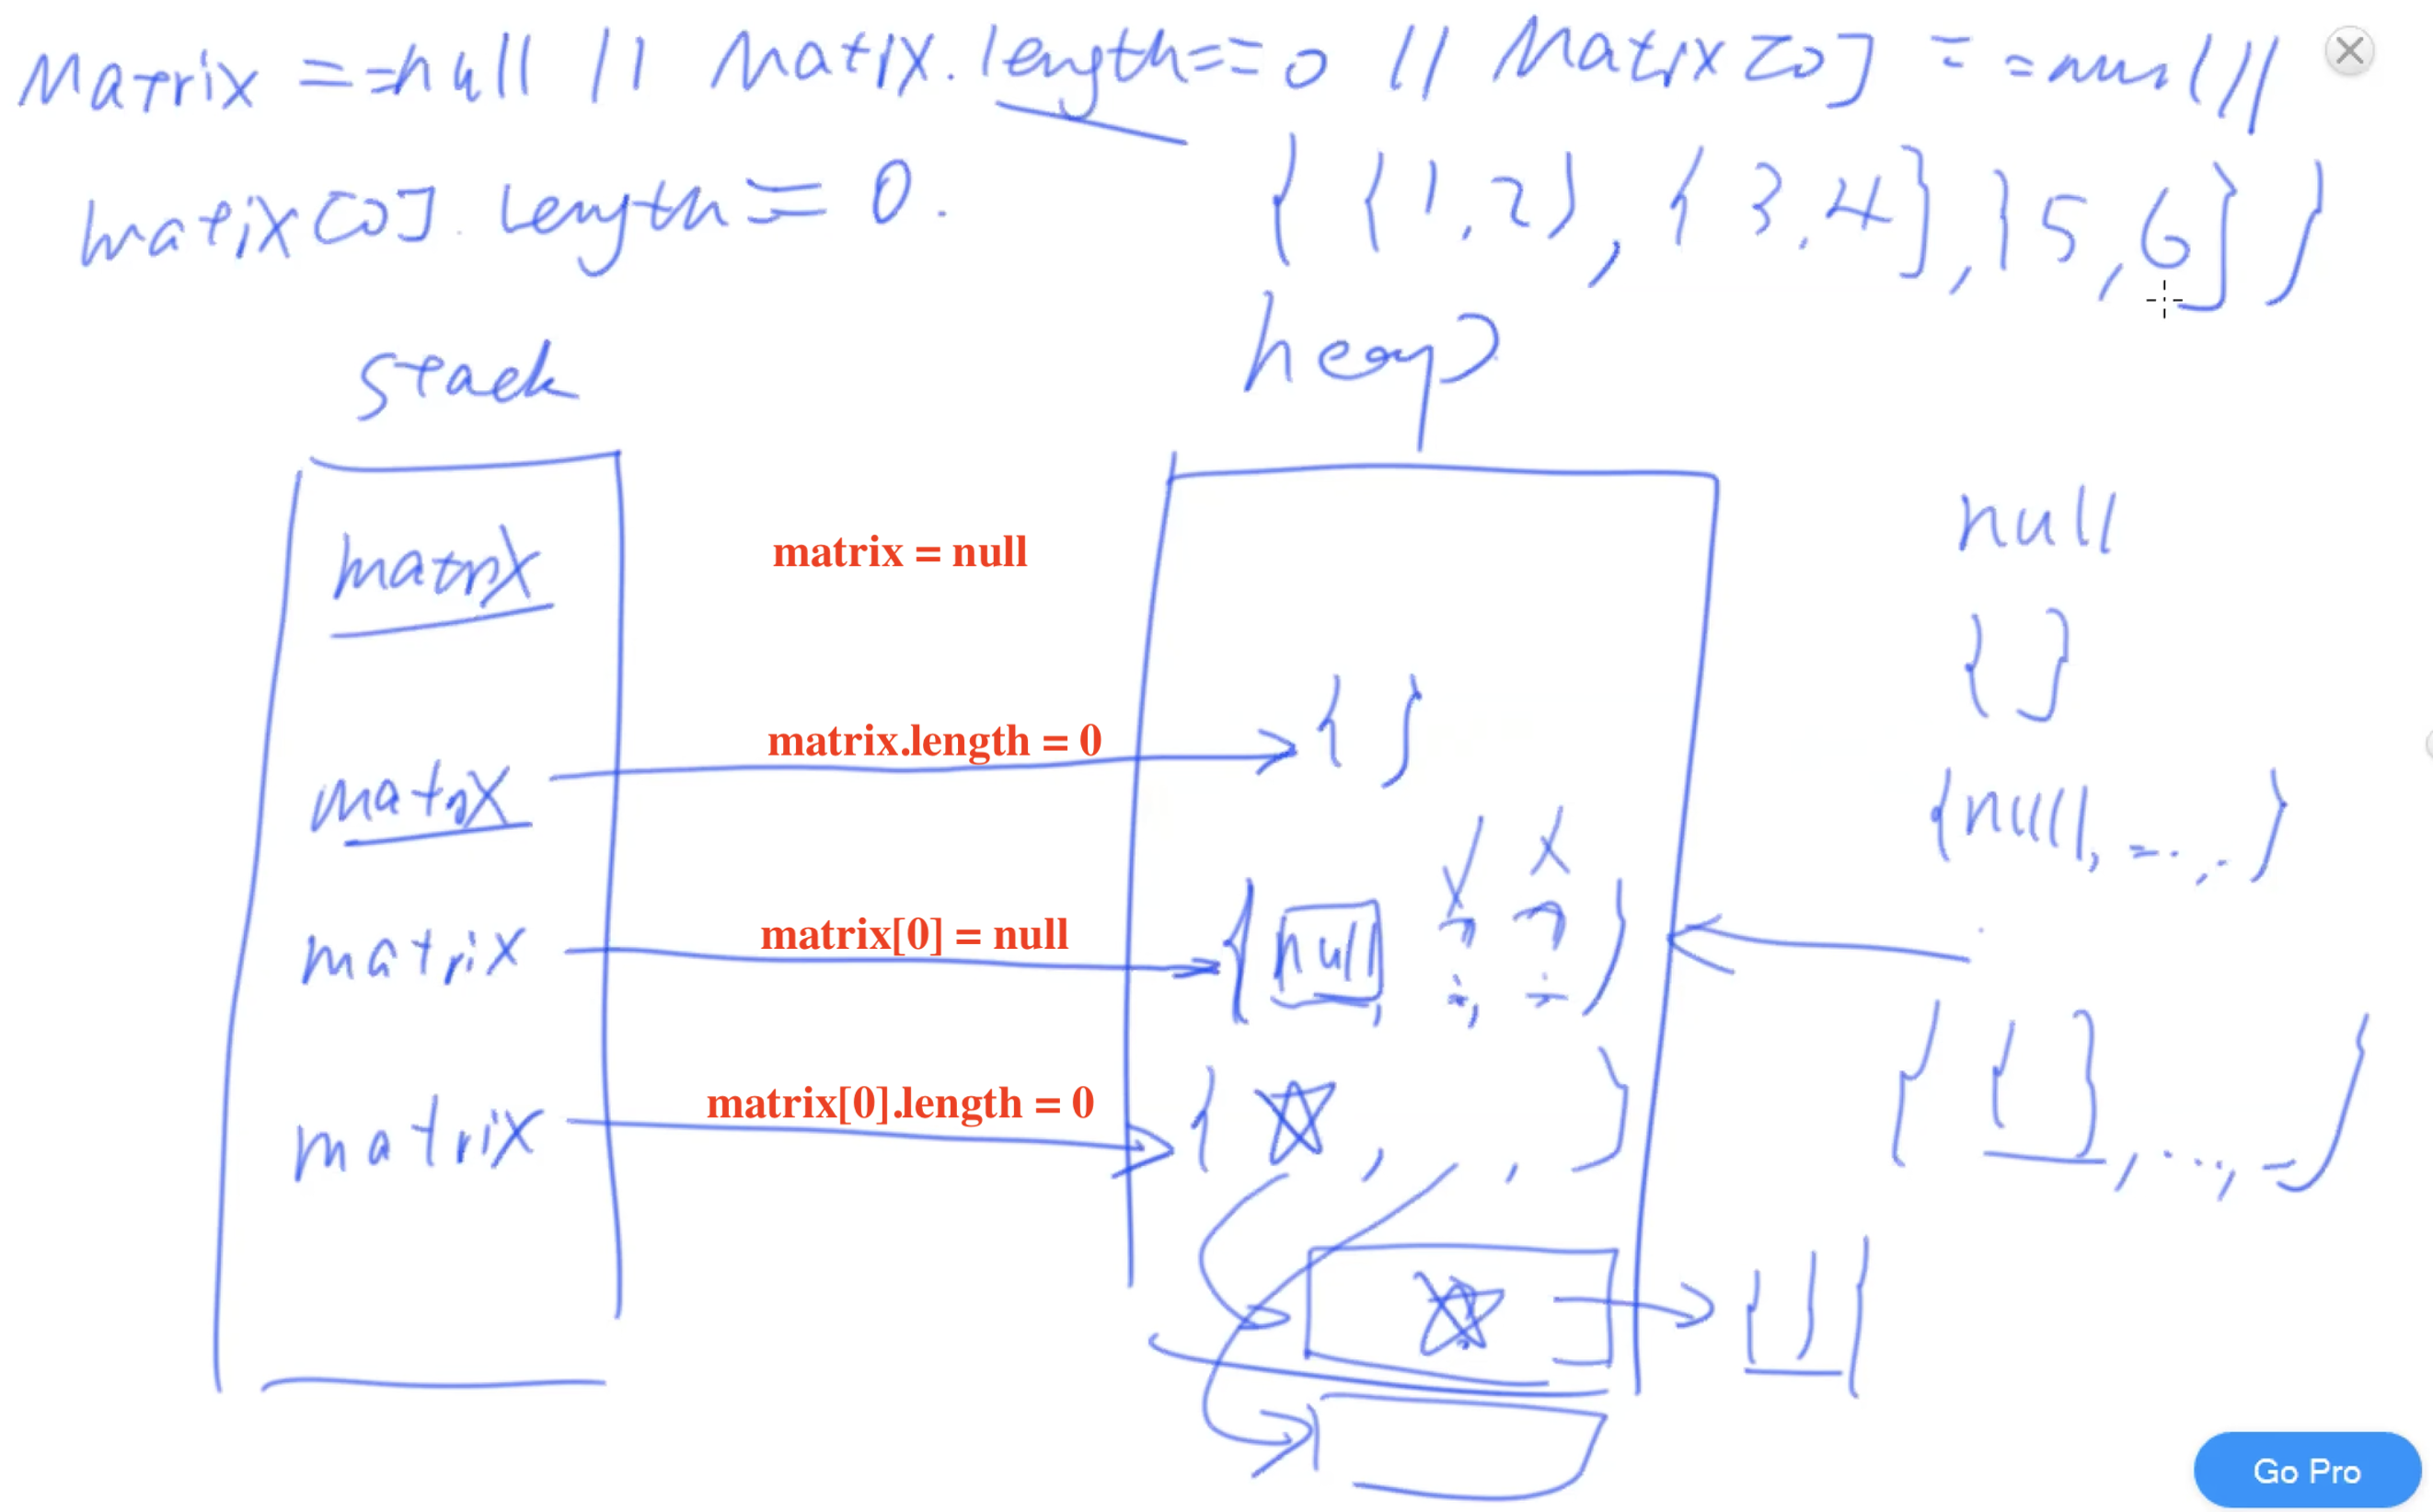 Matrix == null || Matrix.length == 0 || Matrix[0] == null ||
matrix[0].length == 0.
{ {1, 2}, {3, 4}, {5, 6} }
stack
heap
matrix
matrix = null
null
{ }
matrix
matrix.length = 0
{ }
{null, -.., }
matrix
matrix[0] = null
{ null,
matrix
matrix[0].length = 0
{ ☆ , , }
{ { }, ..., - }
☆
Go Pro